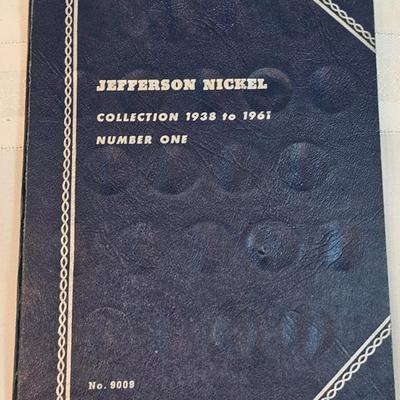 JEFFERSON NICKEL
COLLECTION 1938 to 1961
NUMBER ONE
No. 9009